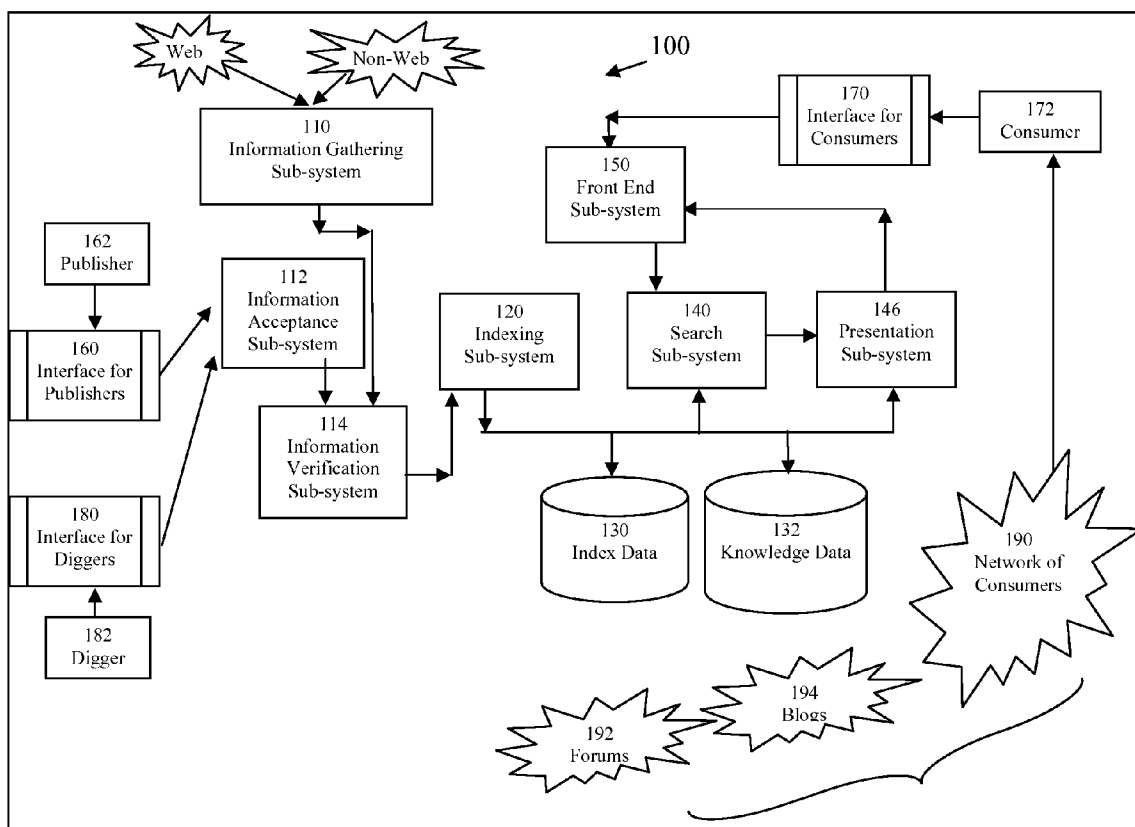 Web
Non-Web
100
110
Information Gathering
Sub-system
170
Interface for
Consumers
172
Consumer
150
Front End
Sub-system
162
Publisher
112
Information
Acceptance
Sub-system
120
Indexing
Sub-system
140
Search
Sub-system
146
Presentation
Sub-system
160
Interface for
Publishers
114
Information
Verification
Sub-system
180
Interface for
Diggers
130
Index Data
132
Knowledge Data
190
Network of
Consumers
182
Digger
194
Blogs
192
Forums